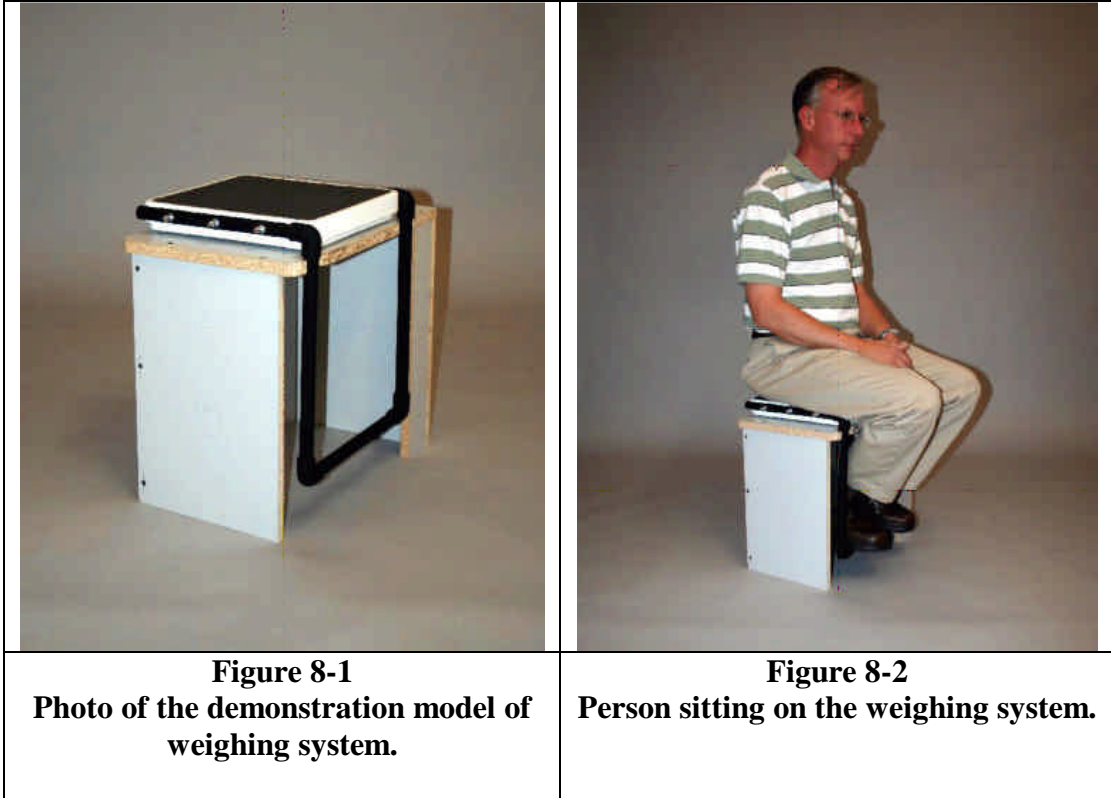 Figure 8-1
Photo of the demonstration model of
weighing system.
Figure 8-2
Person sitting on the weighing system.